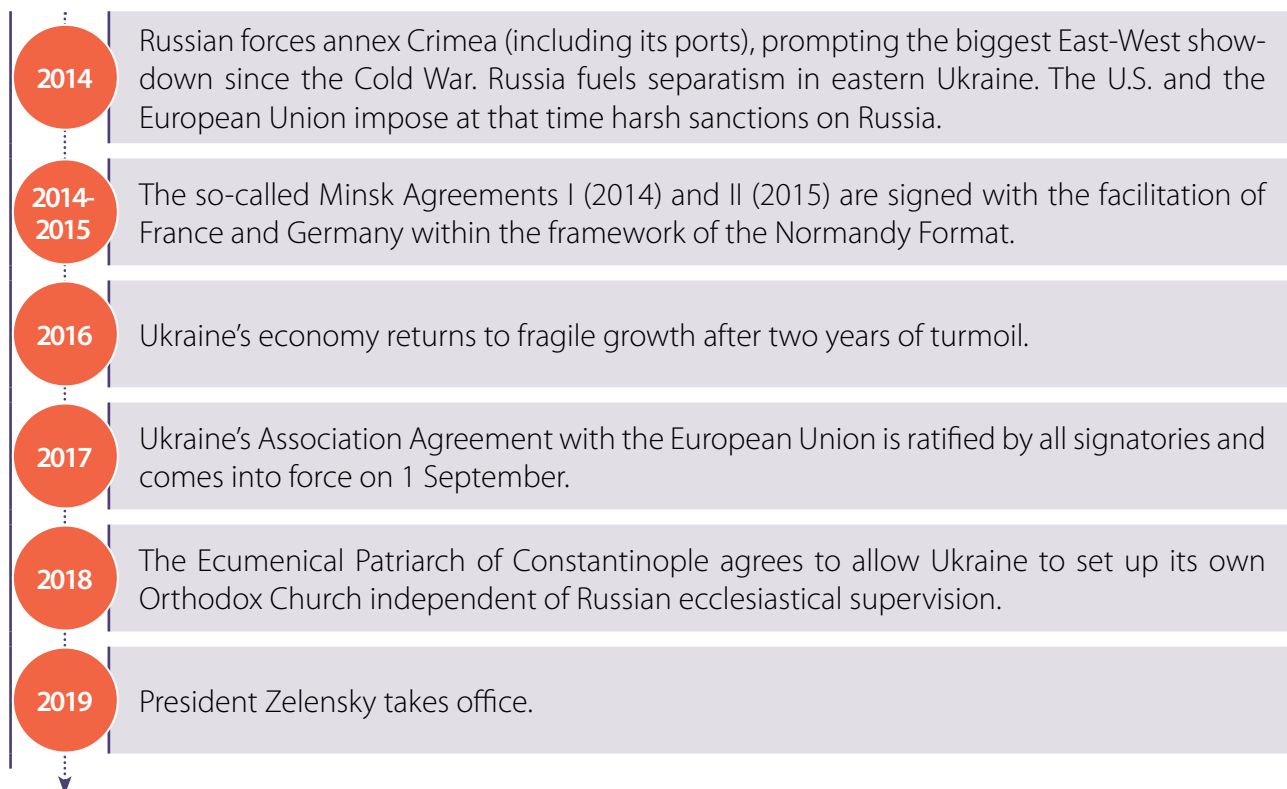 2014
Russian forces annex Crimea (including its ports), prompting the biggest East-West show-
down since the Cold War. Russia fuels separatism in eastern Ukraine. The U.S. and the
European Union impose at that time harsh sanctions on Russia.
2014-
2015
The so-called Minsk Agreements I (2014) and II (2015) are signed with the facilitation of
France and Germany within the framework of the Normandy Format.
2016
Ukraine’s economy returns to fragile growth after two years of turmoil.
2017
Ukraine’s Association Agreement with the European Union is ratified by all signatories and
comes into force on 1 September.
2018
The Ecumenical Patriarch of Constantinople agrees to allow Ukraine to set up its own
Orthodox Church independent of Russian ecclesiastical supervision.
2019
President Zelensky takes office.